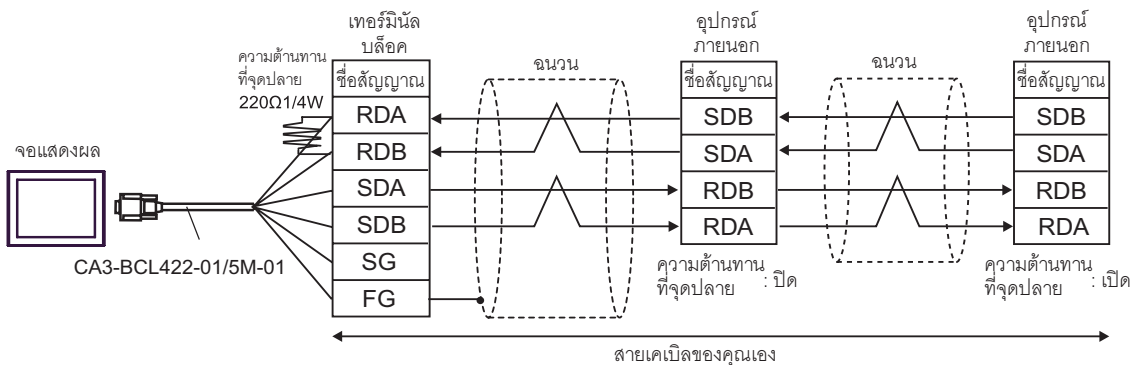 เทอร์มินัล
บล็อค
ความต้านทาน
ที่จุดปลาย
220Ω1/4W
ชื่อสัญญาณ
RDA
RDB
SDA
SDB
SG
FG
จอแสดงผล
CA3-BCL422-01/5M-01
ฉนวน
อุปกรณ์
ภายนอก
ชื่อสัญญาณ
SDB
SDA
RDB
RDA
ความต้านทาน
ที่จุดปลาย : ปิด
ฉนวน
อุปกรณ์
ภายนอก
ชื่อสัญญาณ
SDB
SDA
RDB
RDA
ความต้านทาน
ที่จุดปลาย : เปิด
สายเคเบิลของคุณเอง